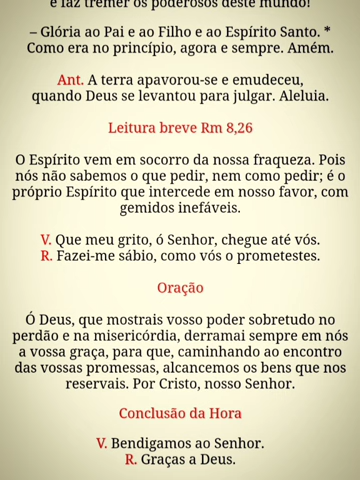 e faz tremer os poderosos deste mundo!
– Glória ao Pai e ao Filho e ao Espírito Santo. *
Como era no princípio, agora e sempre. Amém.
Ant. A terra apavorou-se e emudeceu,
quando Deus se levantou para julgar. Aleluia.
Leitura breve Rm 8,26
O Espírito vem em socorro da nossa fraqueza. Pois
nós não sabemos o que pedir, nem como pedir; é o
próprio Espírito que intercede em nosso favor, com
gemidos inefáveis.
V. Que meu grito, ó Senhor, chegue até vós.
R. Fazei-me sábio, como vós o prometestes.
Oração
Ó Deus, que mostrais vosso poder sobretudo no
perdão e na misericórdia, derramai sempre em nós
a vossa graça, para que, caminhando ao encontro
das vossas promessas, alcancemos os bens que nos
reservais. Por Cristo, nosso Senhor.
Conclusão da Hora
V. Bendigamos ao Senhor.
R. Graças a Deus.